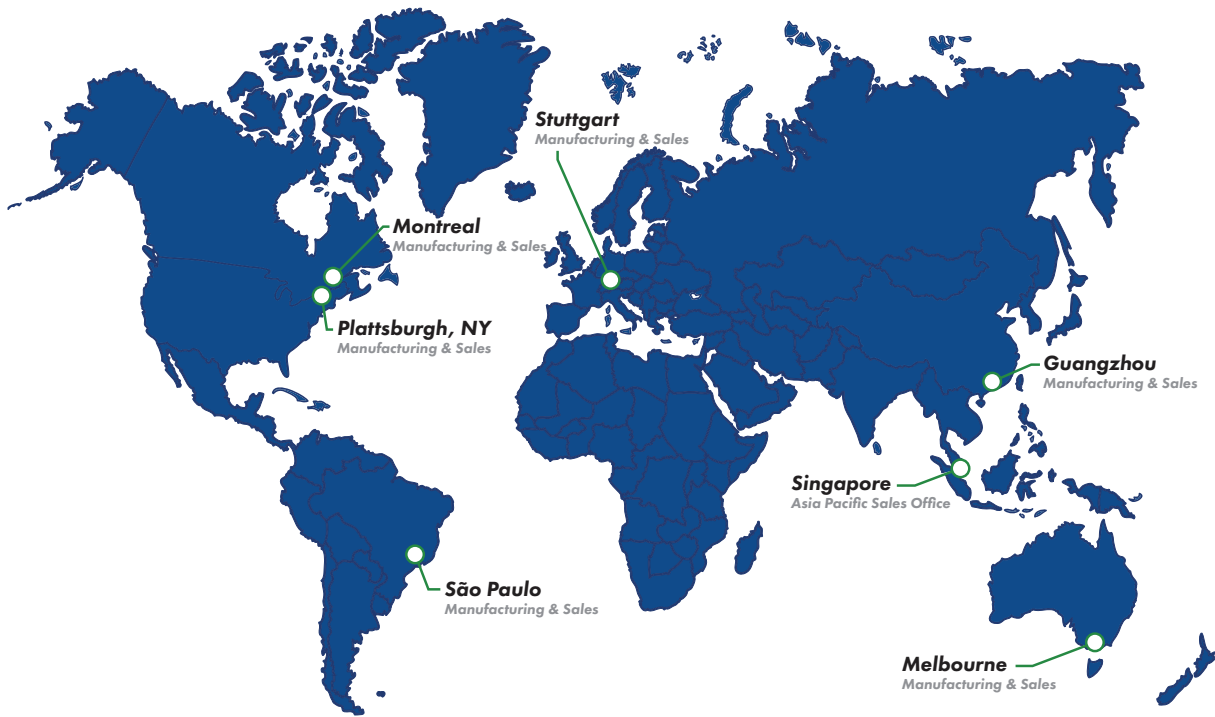 Stuttgart
Manufacturing & Sales
Montreal
Manufacturing & Sales
Plattsburgh, NY
Manufacturing & Sales
Guangzhou
Manufacturing & Sales
Singapore
Asia Pacific Sales Office
São Paulo
Manufacturing & Sales
Melbourne
Manufacturing & Sales